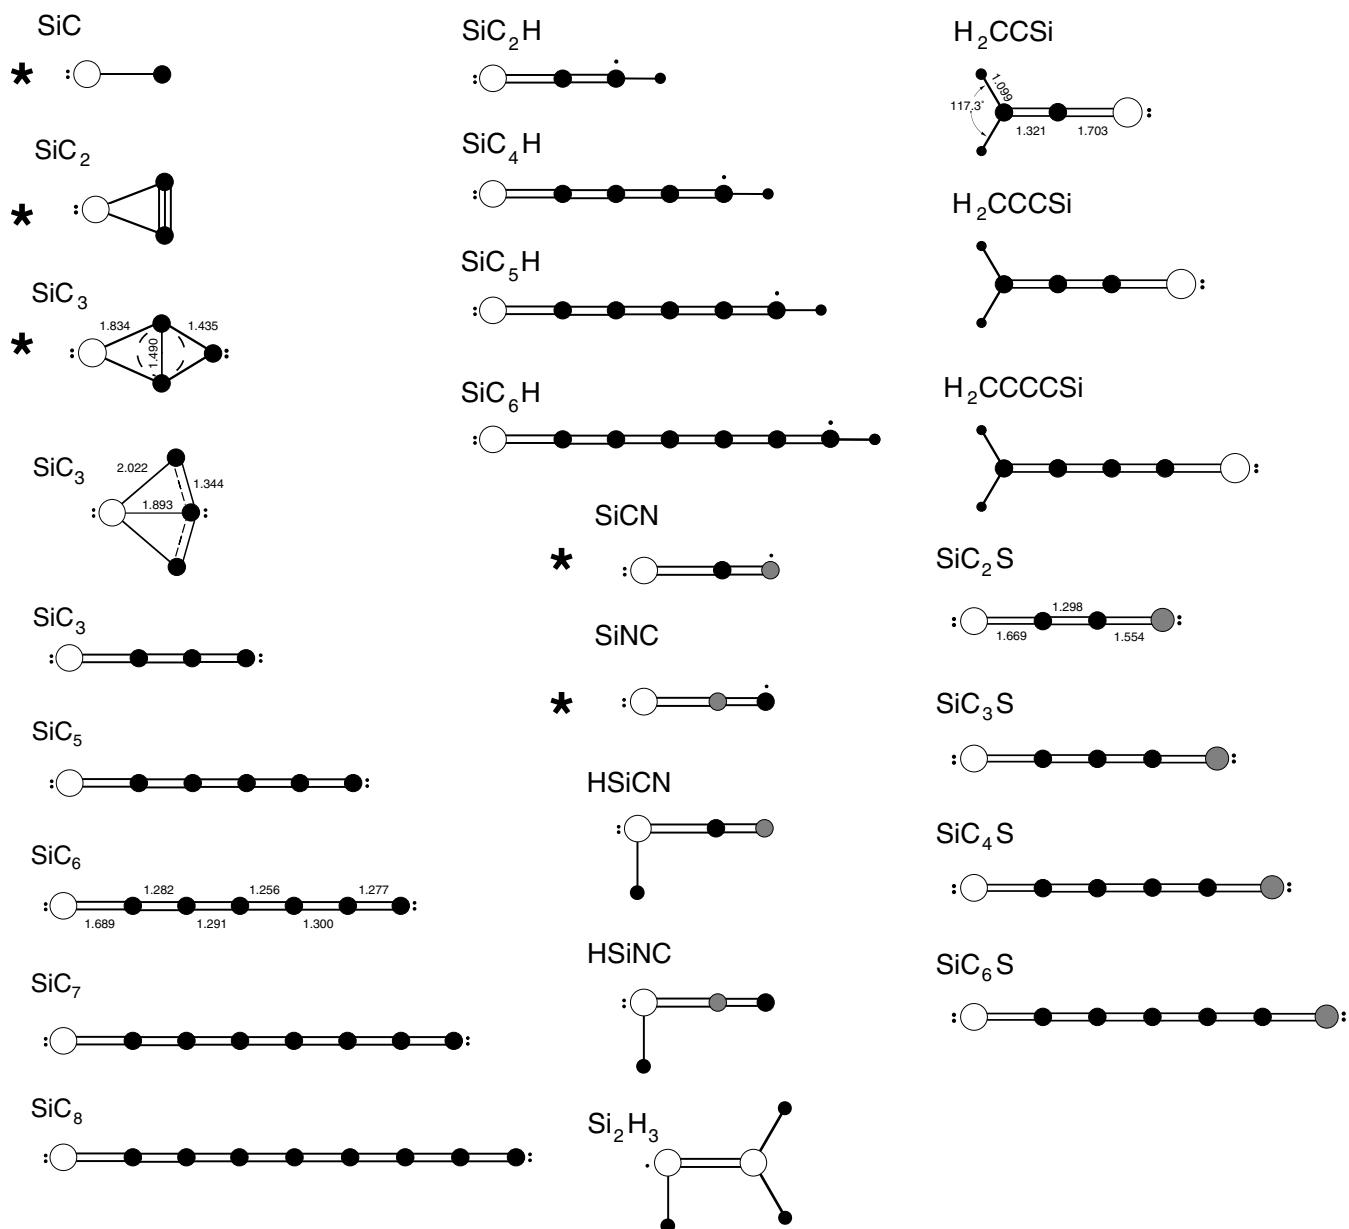 SiC
*
SiC2
*
SiC3
1.834
1.435
1.490
*
SiC3
2.022
1.344
1.893
SiC3
SiC5
SiC6
1.282
1.256
1.277
1.689
1.291
1.300
SiC7
SiC8
SiC2H
SiC4H
SiC5H
SiC6H
SiCN
*
SiNC
*
HSiCN
HSiNC
Si2H3
H2CCSi
1.099
117.3°
1.321
1.703
H2CCCSi
H2CCCCSi
SiC2S
1.298
1.669
1.554
SiC3S
SiC4S
SiC6S